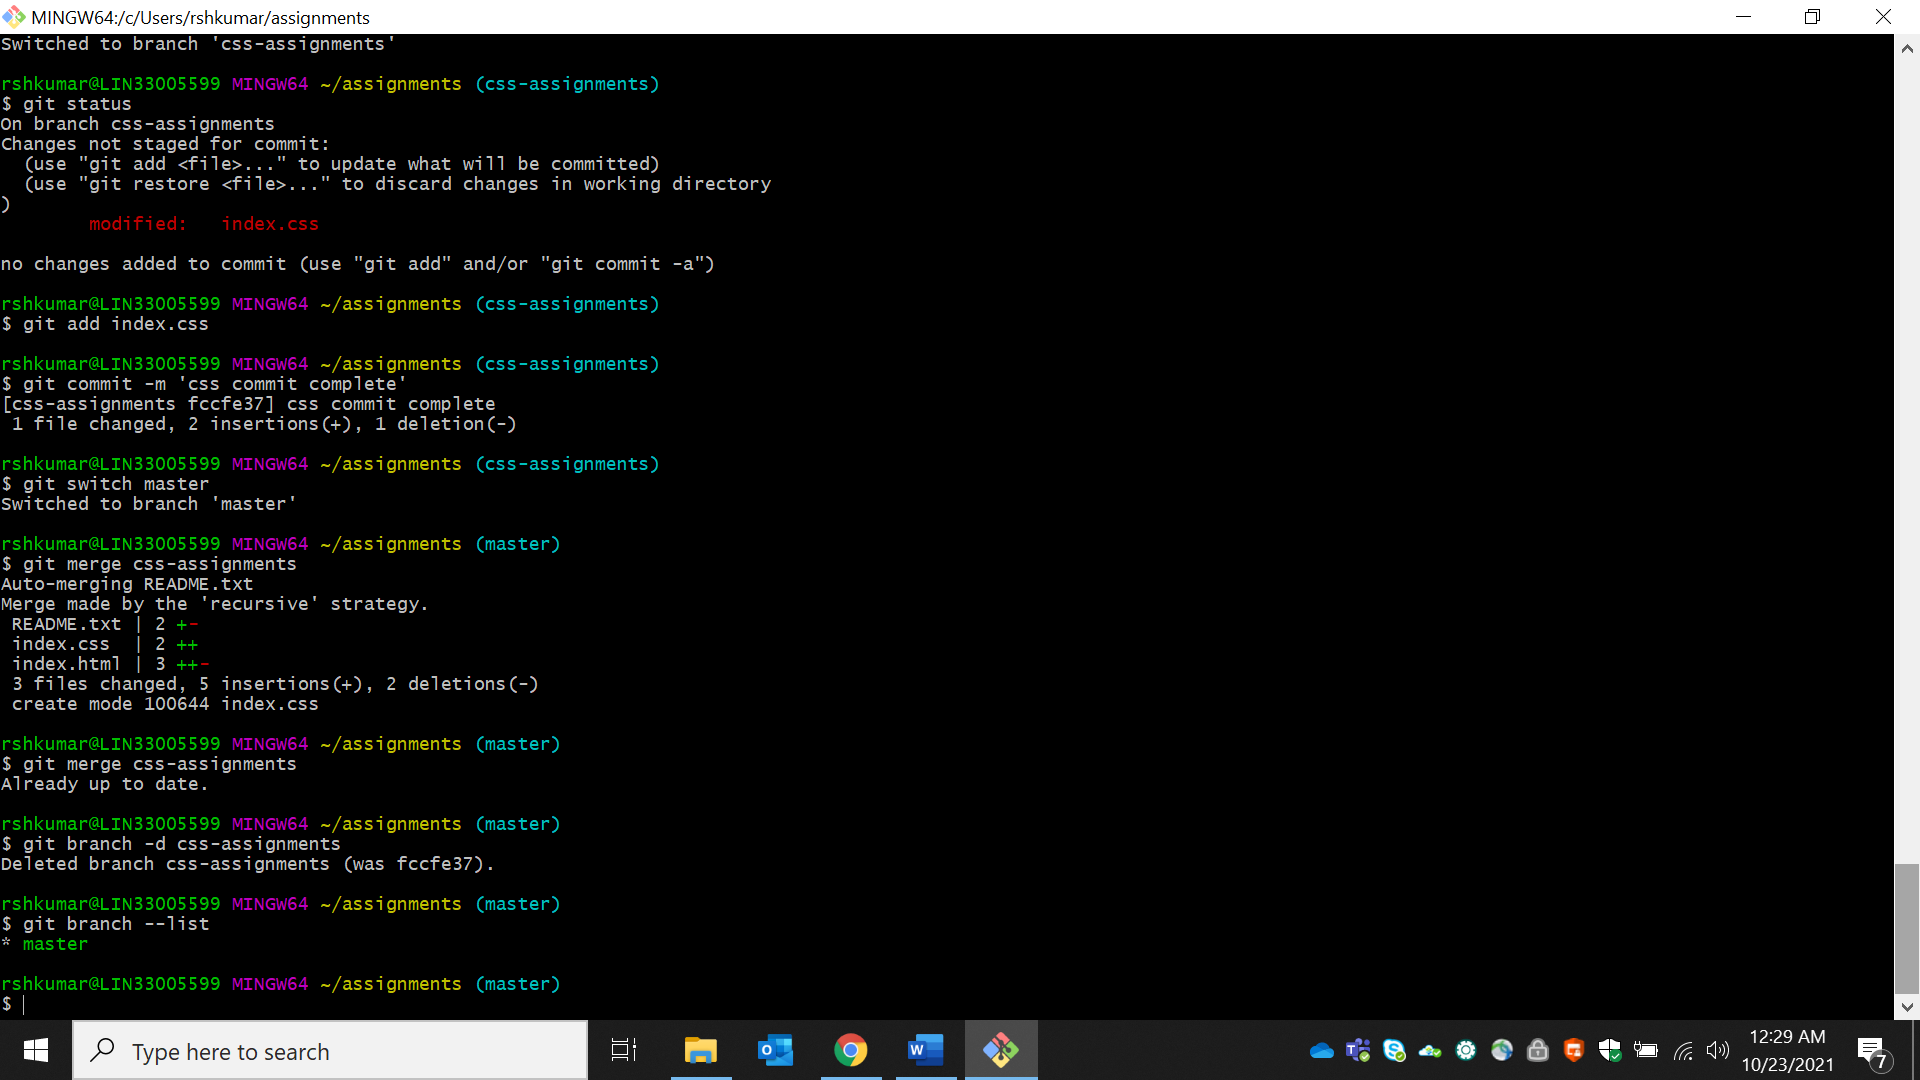 MINGW64:/c/Users/rshkumar/assignments
Switched to branch 'css-assignments'
rshkumar@LIN33005599 MINGW64 ~/assignments (css-assignments)
$ git status
On branch css-assignments
Changes not staged for commit:
  (use "git add <file>..." to update what will be committed)
  (use "git restore <file>..." to discard changes in working directory
)
        modified:   index.css
no changes added to commit (use "git add" and/or "git commit -a")
rshkumar@LIN33005599 MINGW64 ~/assignments (css-assignments)
$ git add index.css
rshkumar@LIN33005599 MINGW64 ~/assignments (css-assignments)
$ git commit -m 'css commit complete'
[css-assignments fccfe37] css commit complete
 1 file changed, 2 insertions(+), 1 deletion(-)
rshkumar@LIN33005599 MINGW64 ~/assignments (css-assignments)
$ git switch master
Switched to branch 'master'
rshkumar@LIN33005599 MINGW64 ~/assignments (master)
$ git merge css-assignments
Auto-merging README.txt
Merge made by the 'recursive' strategy.
 README.txt | 2 +-
 index.css  | 2 ++
 index.html | 3 ++-
 3 files changed, 5 insertions(+), 2 deletions(-)
 create mode 100644 index.css
rshkumar@LIN33005599 MINGW64 ~/assignments (master)
$ git merge css-assignments
Already up to date.
rshkumar@LIN33005599 MINGW64 ~/assignments (master)
$ git branch -d css-assignments
Deleted branch css-assignments (was fccfe37).
rshkumar@LIN33005599 MINGW64 ~/assignments (master)
$ git branch --list
* master
rshkumar@LIN33005599 MINGW64 ~/assignments (master)
$
Type here to search
12:29 AM
10/23/2021
7